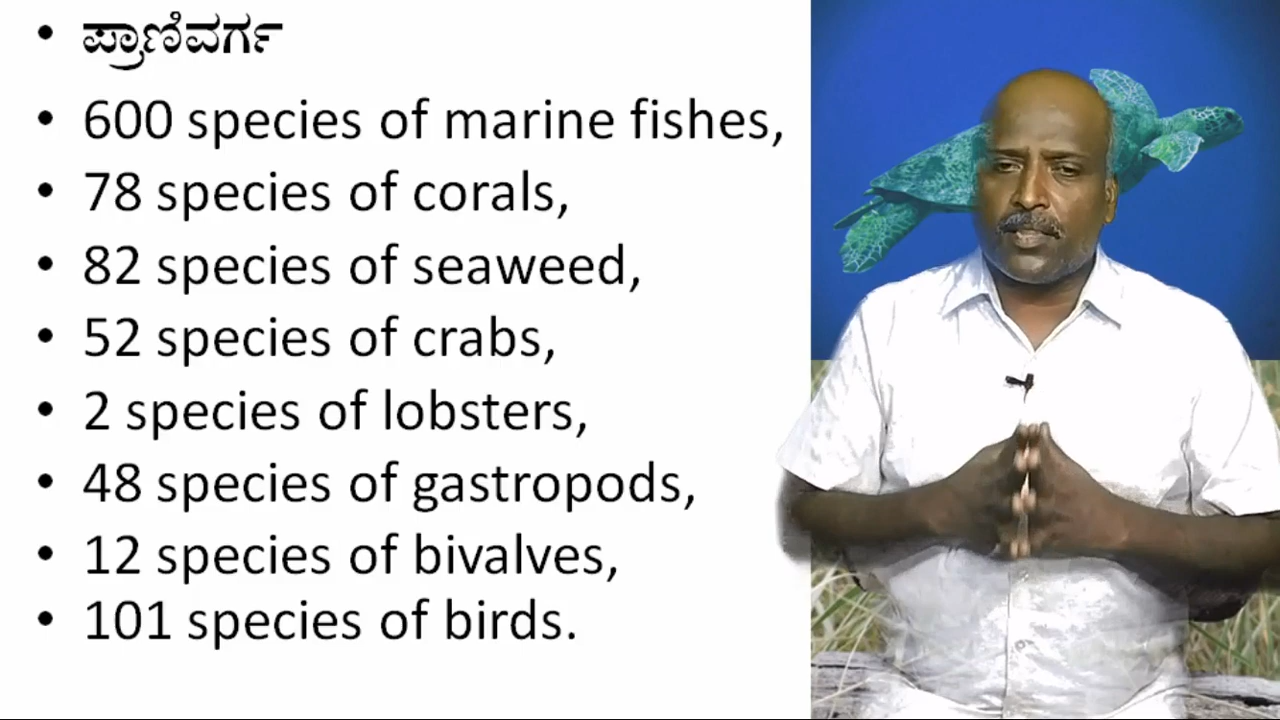 • ಪ್ರಾಣಿವರ್ಗ
• 600 species of marine fishes,
• 78 species of corals,
• 82 species of seaweed,
• 52 species of crabs,
• 2 species of lobsters,
• 48 species of gastropods,
• 12 species of bivalves,
• 101 species of birds.